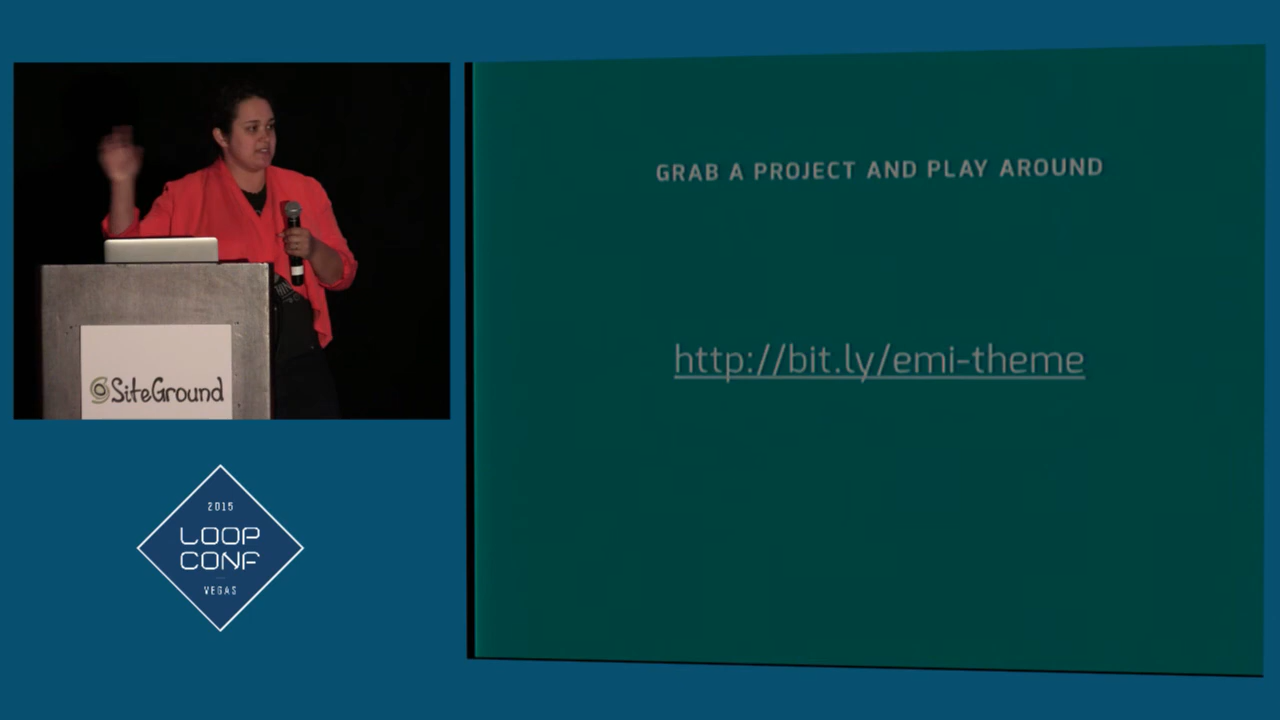 GRAB A PROJECT AND PLAY AROUND
http://bit.ly/emi-theme
SiteGround
2015
LOOP
CONF
VEGAS